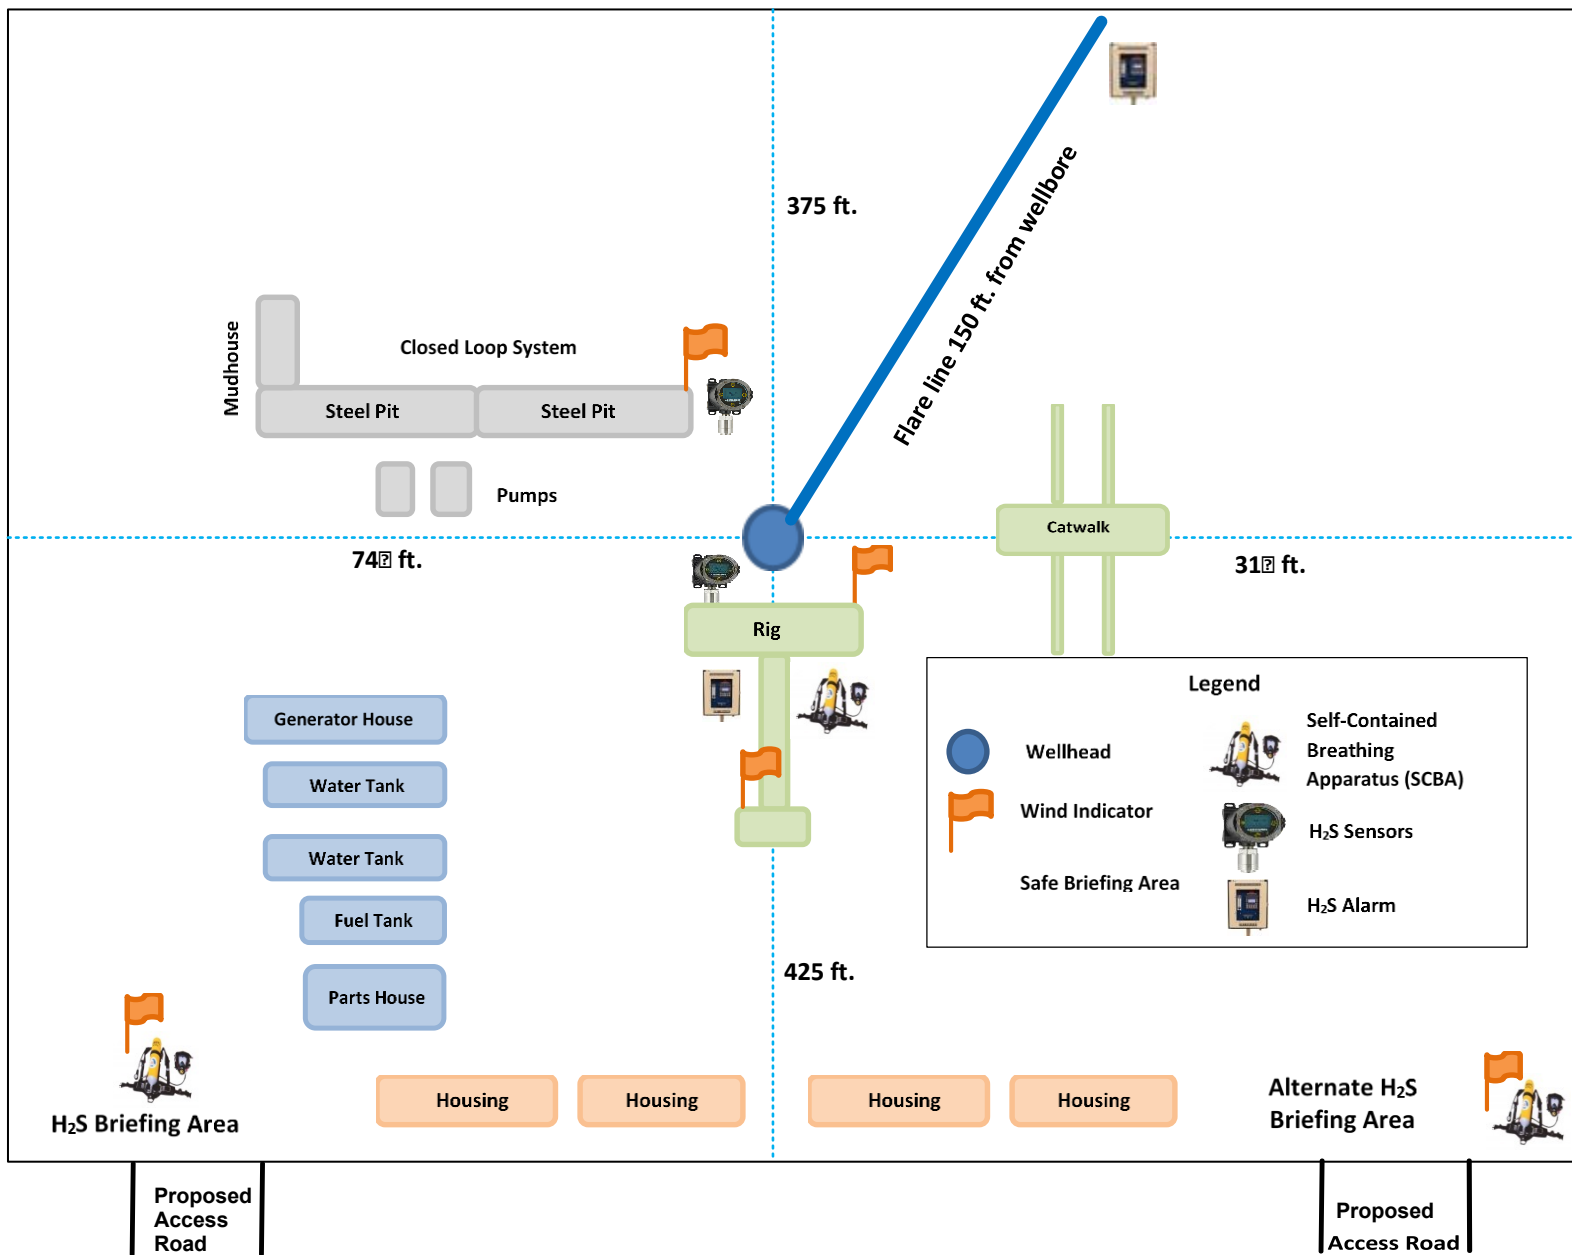 375 ft.
Flare line 150 ft. from wellbore
Mudhouse
Closed Loop System
Steel Pit
Steel Pit
Pumps
Catwalk
74 ft.
31 ft.
Rig
Legend
Generator House
Self-Contained
Breathing
Apparatus (SCBA)
Wellhead
Water Tank
Wind Indicator
H₂S Sensors
Water Tank
Safe Briefing Area
H₂S Alarm
Fuel Tank
425 ft.
Parts House
Housing
Housing
Housing
Housing
H₂S Briefing Area
Alternate H₂S
Briefing Area
Proposed
Access
Road
Proposed
Access Road